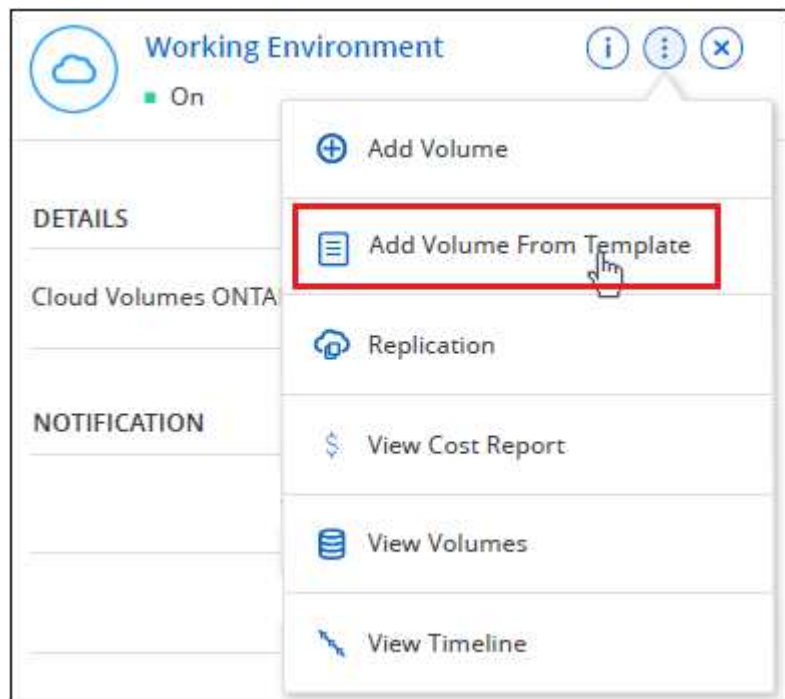 Working Environment
On
Add Volume
DETAILS
Add Volume From Template
Cloud Volumes ONTA
Replication
NOTIFICATION
View Cost Report
View Volumes
View Timeline